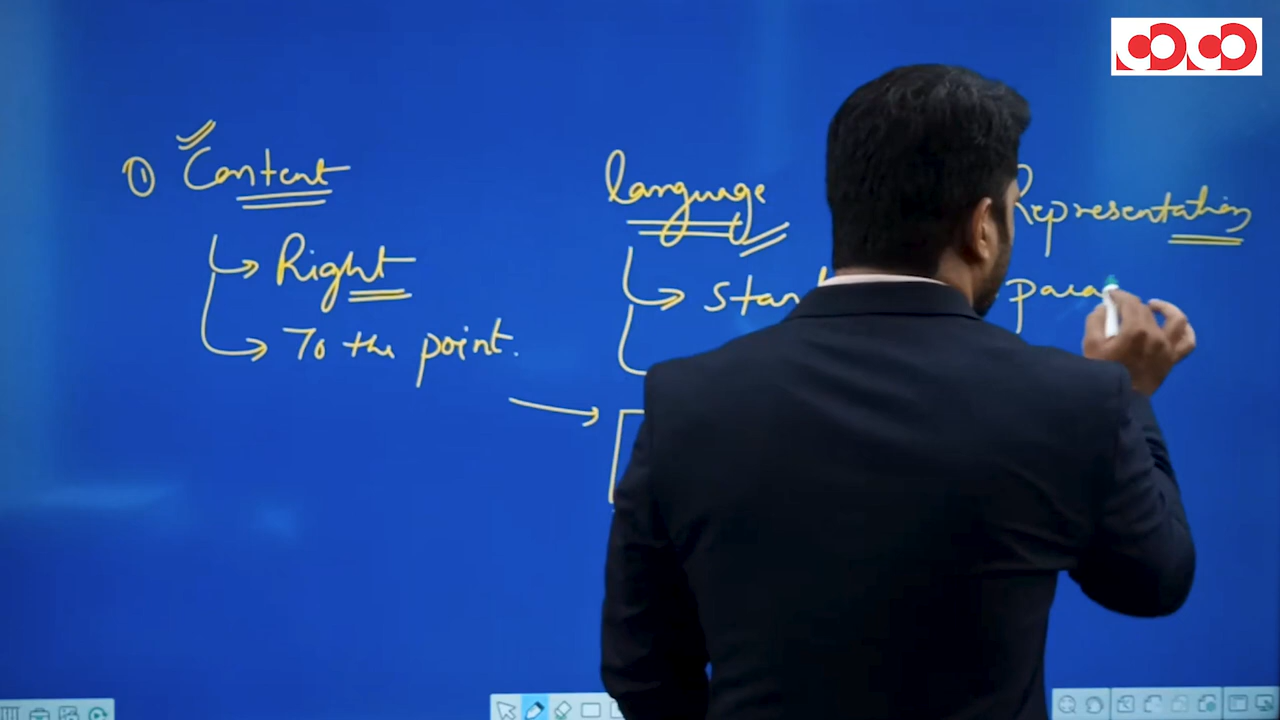 ① Content
Right
To the point.
language
Stan
Representation
para